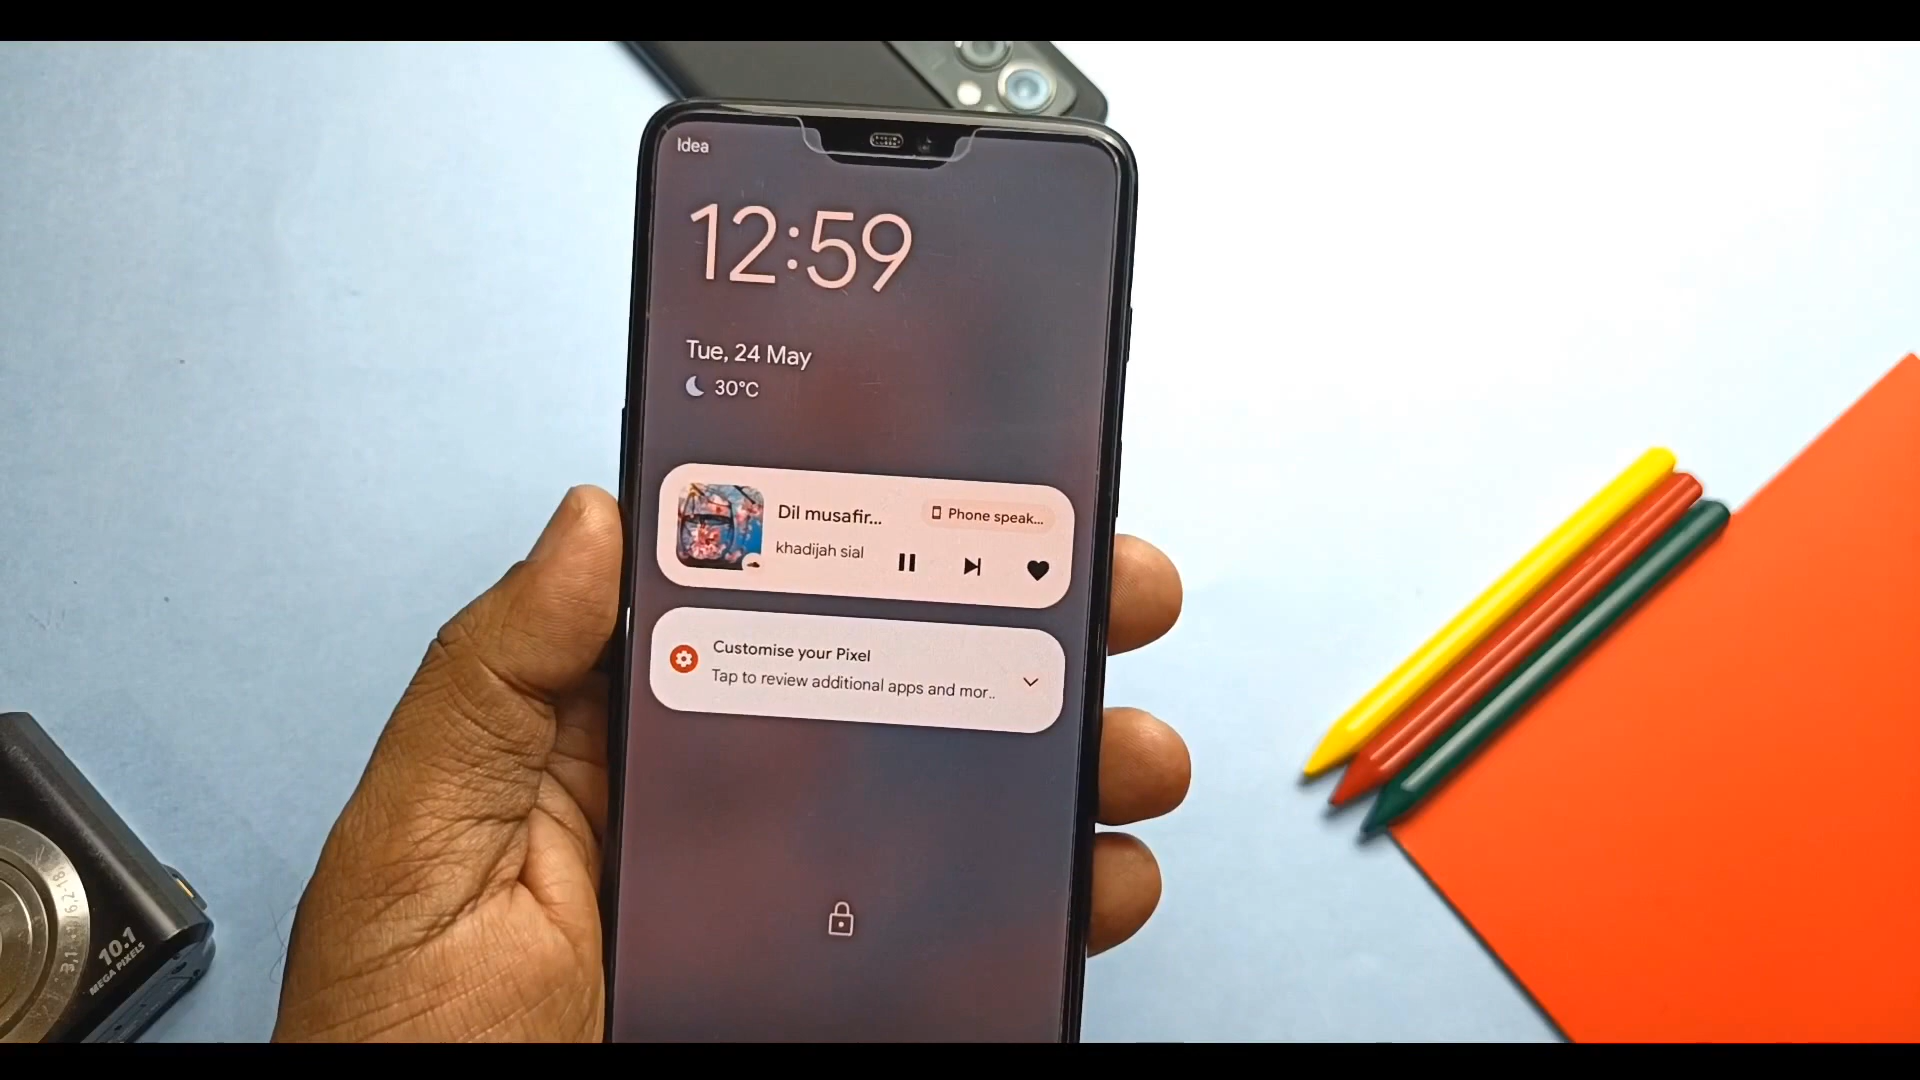 Idea
12:59
Tue, 24 May
30°C
Dil musafir...
Phone speak...
khadijah sial
Customise your Pixel
Tap to review additional apps and mor..
10.1
MEGA PIXELS